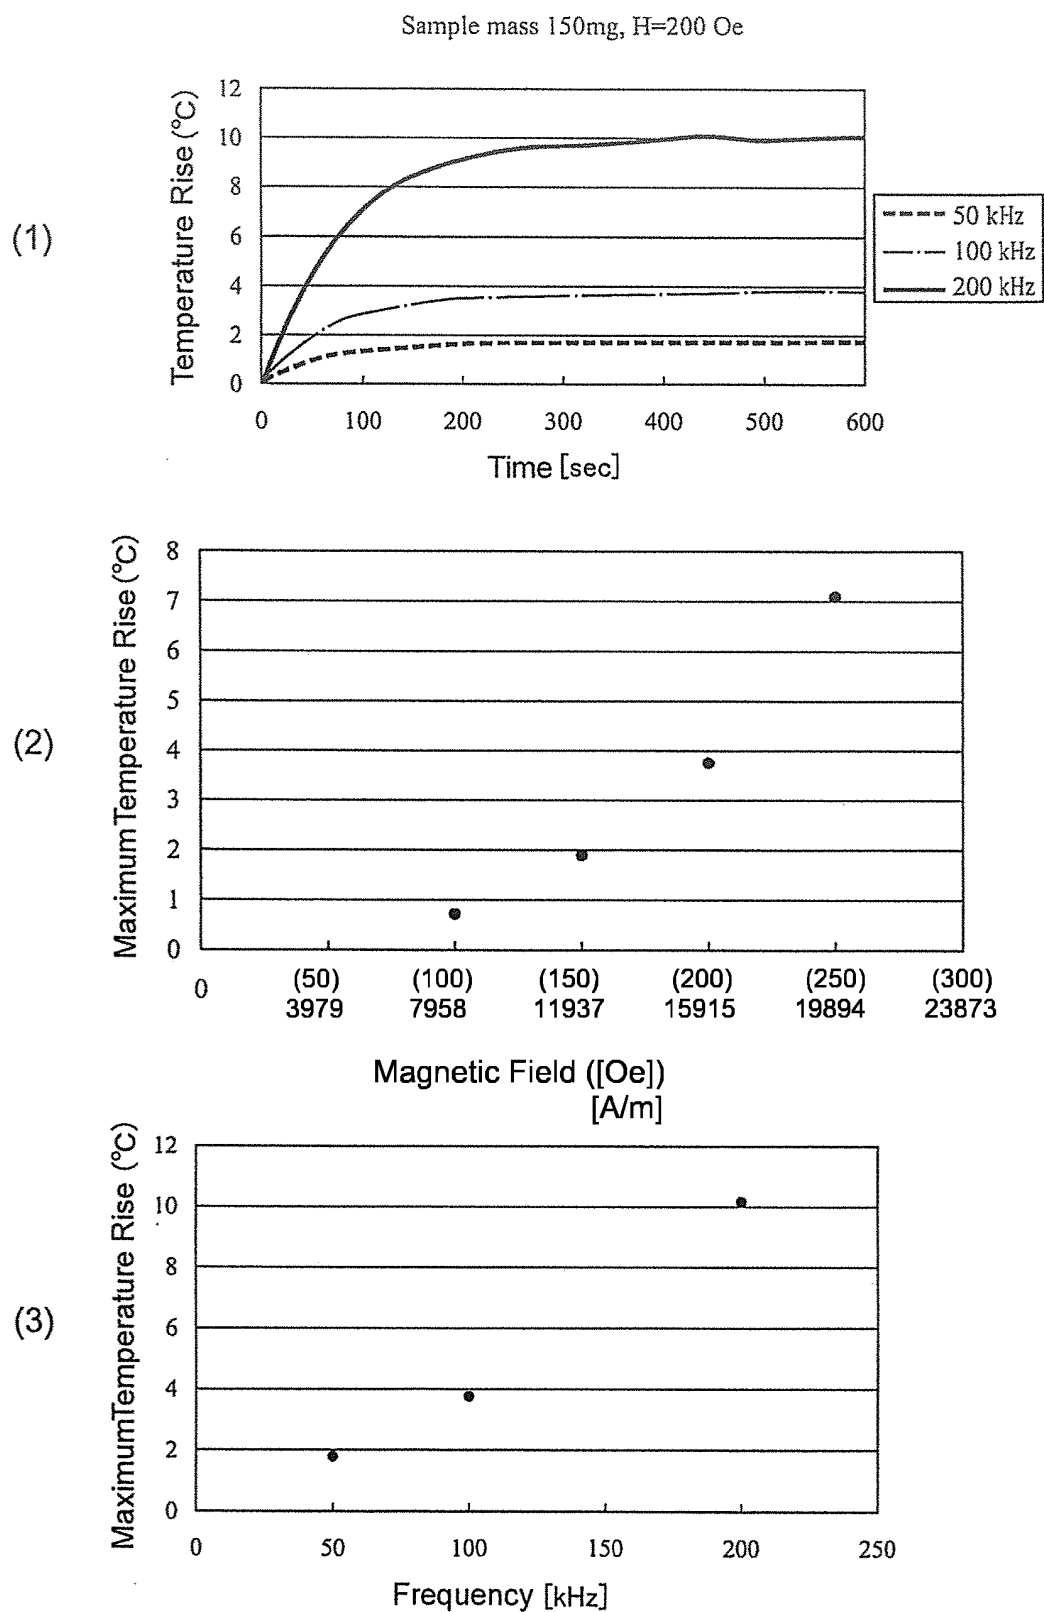 Sample mass 150mg, H=200 Oe
(1)
Temperature Rise (°C)
12
10
8
6
4
2
0
0 100 200 300 400 500 600
Time [sec]
50 kHz
100 kHz
200 kHz
(2)
MaximumTemperature Rise (°C)
8
7
6
5
4
3
2
1
0
0 (50) (100) (150) (200) (250) (300)
3979 7958 11937 15915 19894 23873
Magnetic Field ([Oe])
[A/m]
(3)
MaximumTemperature Rise (°C)
12
10
8
6
4
2
0
0 50 100 150 200 250
Frequency [kHz]